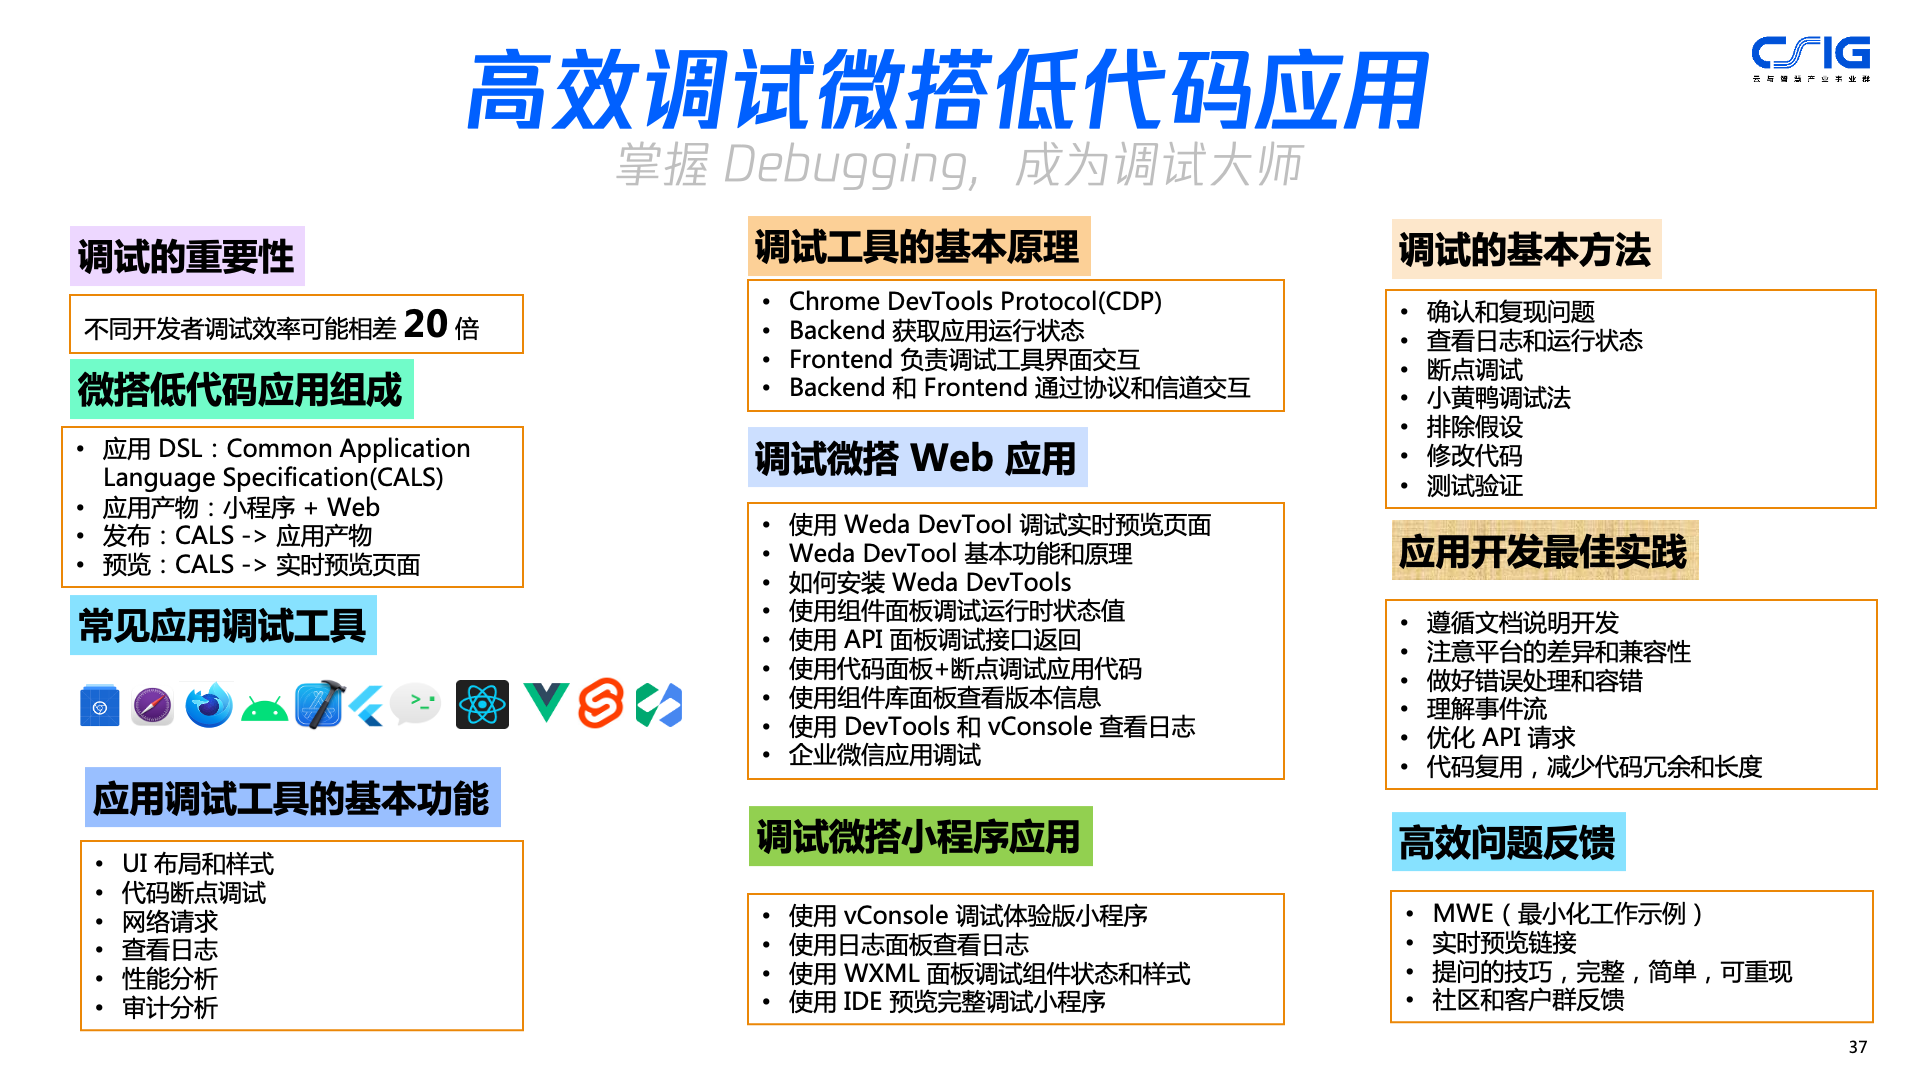 高效调试微搭低代码应用
CSIG
云与智慧产业事业群
掌握 Debugging，成为调试大师
调试的重要性
不同开发者调试效率可能相差 20 倍
微搭低代码应用组成
• 应用 DSL：Common Application
Language Specification(CALS)
• 应用产物：小程序 + Web
• 发布：CALS -> 应用产物
• 预览：CALS -> 实时预览页面
常见应用调试工具
应用调试工具的基本功能
• UI 布局和样式
• 代码断点调试
• 网络请求
• 查看日志
• 性能分析
• 审计分析
调试工具的基本原理
• Chrome DevTools Protocol(CDP)
• Backend 获取应用运行状态
• Frontend 负责调试工具界面交互
• Backend 和 Frontend 通过协议和信道交互
调试微搭 Web 应用
• 使用 Weda DevTool 调试实时预览页面
• Weda DevTool 基本功能和原理
• 如何安装 Weda DevTools
• 使用组件面板调试运行时状态值
• 使用 API 面板调试接口返回
• 使用代码面板+断点调试应用代码
• 使用组件库面板查看版本信息
• 使用 DevTools 和 vConsole 查看日志
• 企业微信应用调试
调试微搭小程序应用
• 使用 vConsole 调试体验版小程序
• 使用日志面板查看日志
• 使用 WXML 面板调试组件状态和样式
• 使用 IDE 预览完整调试小程序
调试的基本方法
• 确认和复现问题
• 查看日志和运行状态
• 断点调试
• 小黄鸭调试法
• 排除假设
• 修改代码
• 测试验证
应用开发最佳实践
• 遵循文档说明开发
• 注意平台的差异和兼容性
• 做好错误处理和容错
• 理解事件流
• 优化 API 请求
• 代码复用，减少代码冗余和长度
高效问题反馈
• MWE（最小化工作示例）
• 实时预览链接
• 提问的技巧，完整，简单，可重现
• 社区和客户群反馈
37